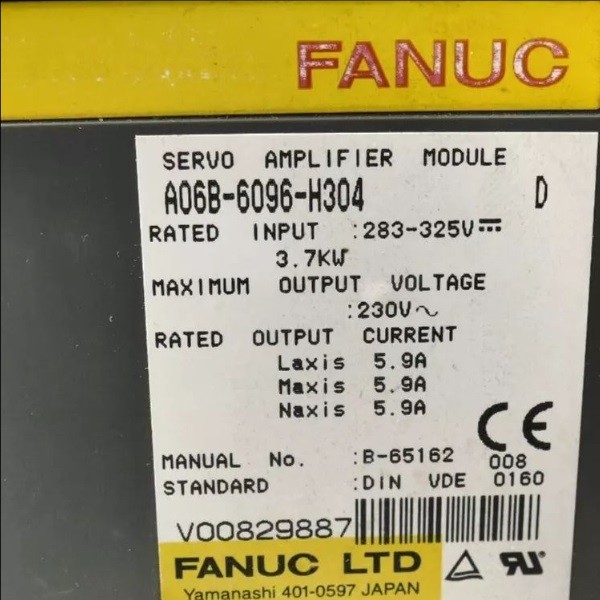 FANUC
SERVO AMPLIFIER MODULE
A06B-6096-H304 D
RATED INPUT :283-325V⎓
3.7KW
MAXIMUM OUTPUT VOLTAGE
:230V~
RATED OUTPUT CURRENT
Laxis 5.9A
Maxis 5.9A
Naxis 5.9A
CE
MANUAL No. :B-65162 008
STANDARD :DIN VDE 0160
V00829887
FANUC LTD
Yamanashi 401-0597 JAPAN